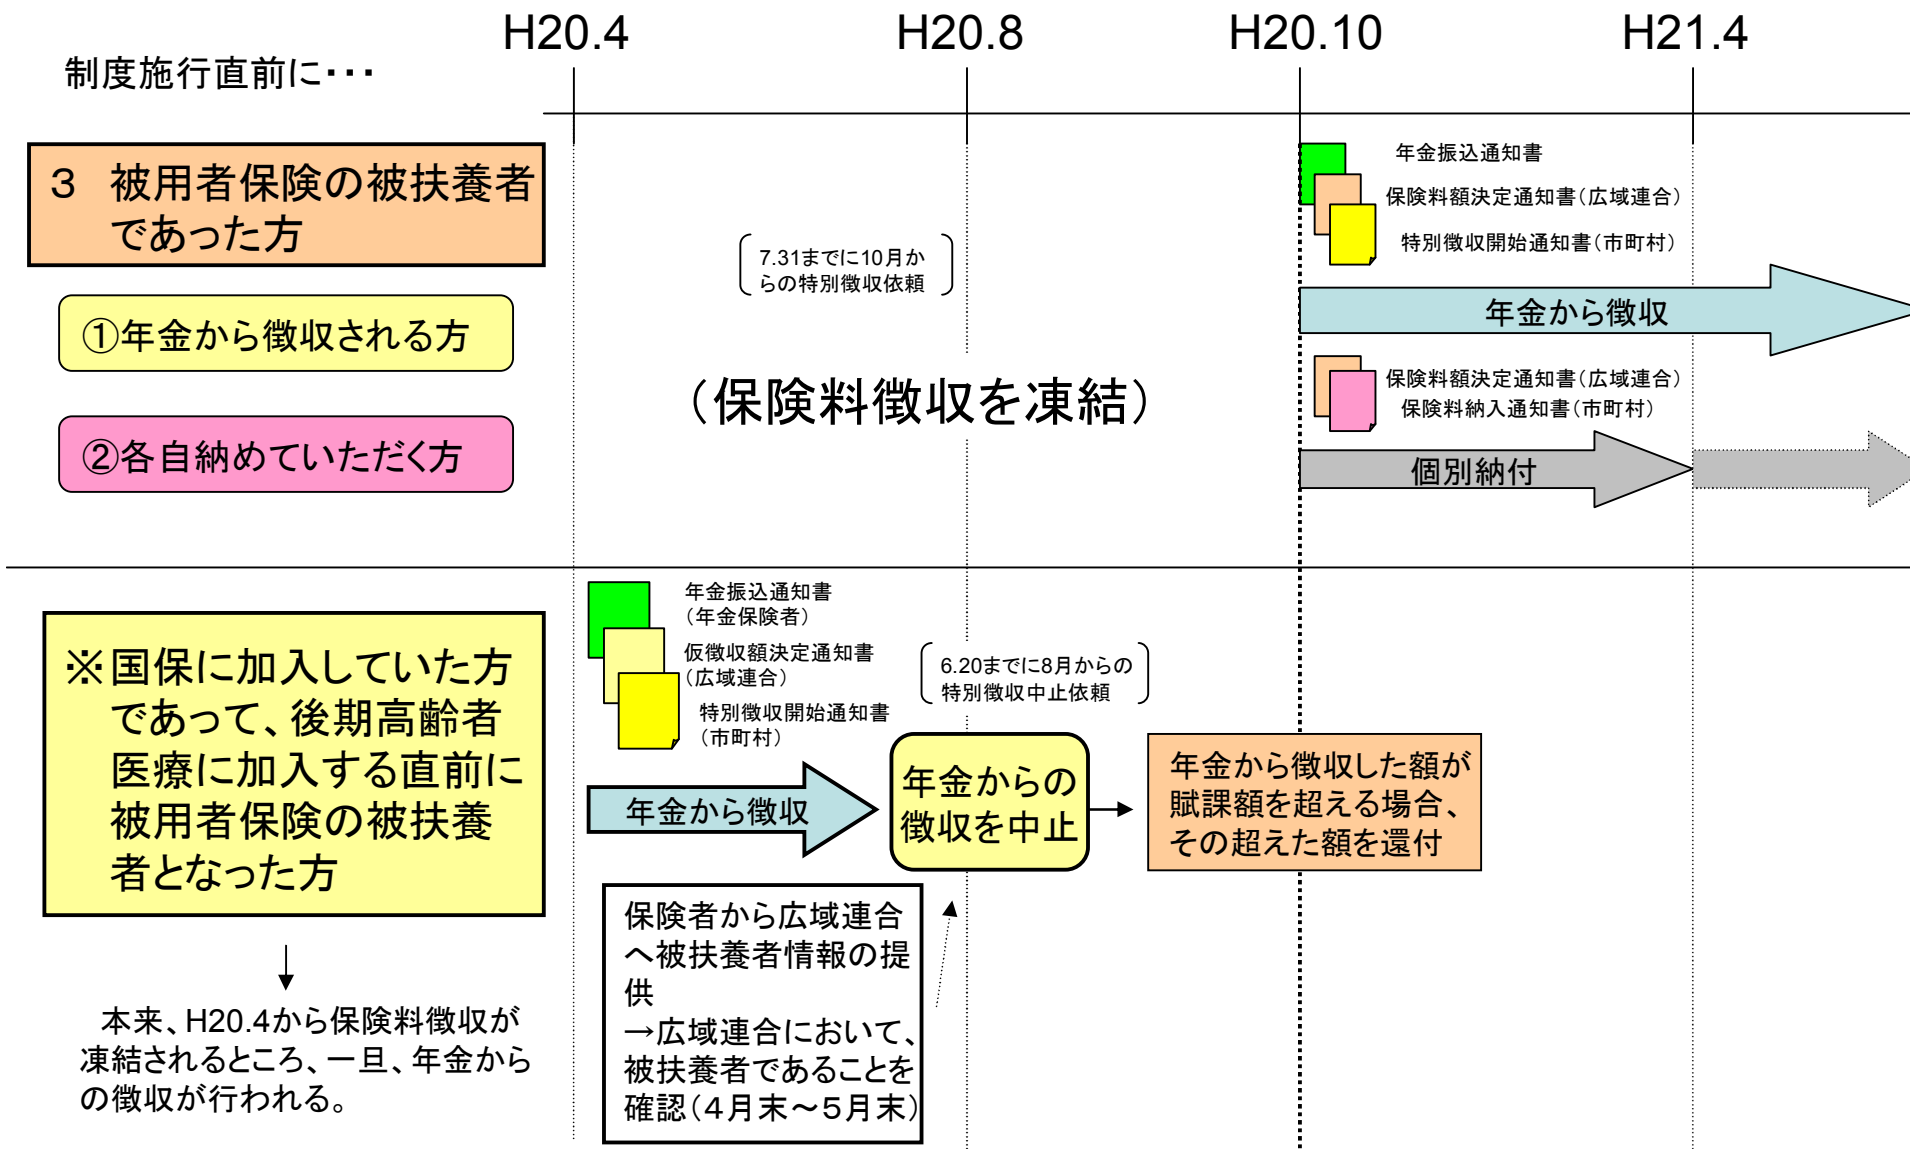 H20.4
H20.8
H20.10
H21.4
制度施行直前に・・・
３　被用者保険の被扶養者
であった方
①年金から徴収される方
②各自納めていただく方
7.31までに10月か
らの特別徴収依頼
（保険料徴収を凍結）
年金振込通知書
保険料額決定通知書（広域連合）
特別徴収開始通知書（市町村）
年金から徴収
保険料額決定通知書（広域連合）
保険料納入通知書（市町村）
個別納付
※国保に加入していた方
であって、後期高齢者
医療に加入する直前に
被用者保険の被扶養
者となった方
本来、H20.4から保険料徴収が
凍結されるところ、一旦、年金から
の徴収が行われる。
年金振込通知書
（年金保険者）
仮徴収額決定通知書
（広域連合）
特別徴収開始通知書
（市町村）
年金から徴収
6.20までに8月からの
特別徴収中止依頼
年金からの
徴収を中止
年金から徴収した額が
賦課額を超える場合、
その超えた額を還付
保険者から広域連合
へ被扶養者情報の提
供
→広域連合において、
被扶養者であることを
確認（４月末～５月末）